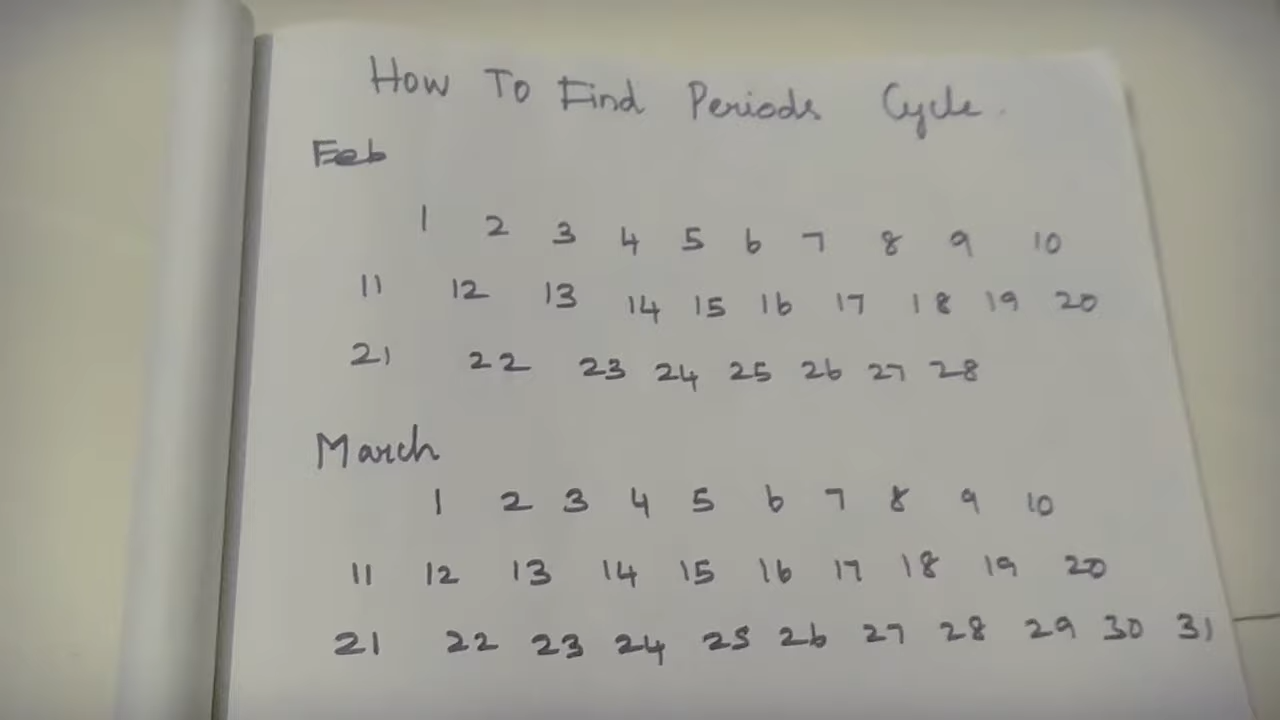 How To Find Periods Cycle.
Feb
1 2 3 4 5 6 7 8 9 10
11 12 13 14 15 16 17 18 19 20
21 22 23 24 25 26 27 28
March
1 2 3 4 5 6 7 8 9 10
11 12 13 14 15 16 17 18 19 20
21 22 23 24 25 26 27 28 29 30 31